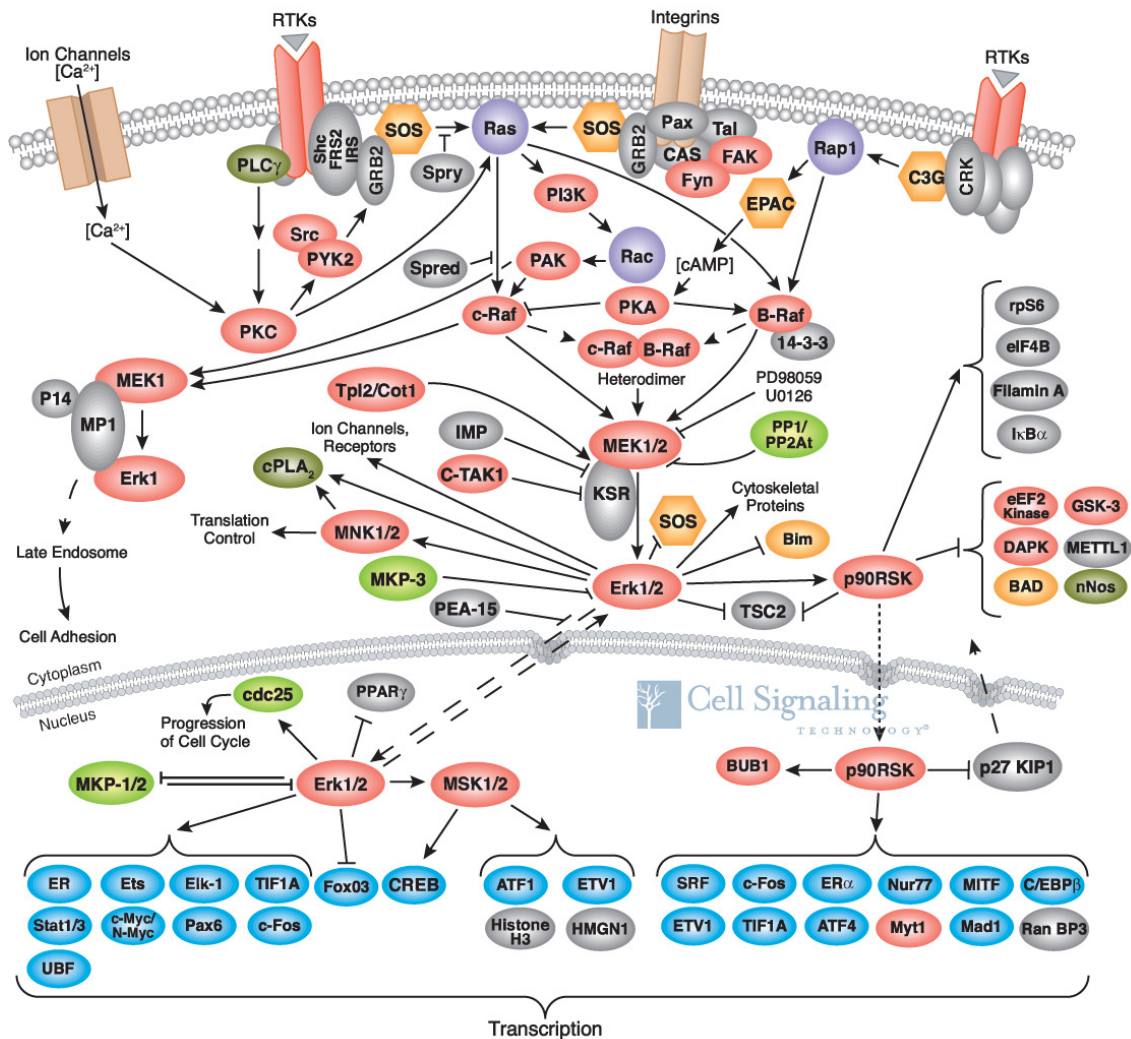 RTKs
Integrins
Ion Channels
[Ca2+]
RTKs
SOS
Ras
SOS
Pax
Tal
Rap1
Shc
FRS2
IRS
GRB2
GRB2
CAS
FAK
Fyn
C3G
CRK
PLCγ
Spry
PI3K
EPAC
[Ca2+]
Src
PYK2
Spred
PAK
Rac
[cAMP]
PKC
c-Raf
PKA
B-Raf
14-3-3
rpS6
eIF4B
Filamin A
IκBα
c-Raf
B-Raf
Heterodimer
P14
MEK1
MP1
Erk1
Tpl2/Cot1
PD98059
U0126
Ion Channels,
Receptors
IMP
MEK1/2
PP1/
PP2At
cPLA2
C-TAK1
KSR
Cytoskeletal
Proteins
Translation
Control
MNK1/2
SOS
Bim
eEF2
Kinase
GSK-3
DAPK
METTL1
BAD
nNos
Late Endosome
MKP-3
Erk1/2
p90RSK
PEA-15
TSC2
Cell Adhesion
Cytoplasm
Nucleus
cdc25
PPARγ
Cell Signaling
TECHNOLOGY®
Progression
of Cell Cycle
MKP-1/2
Erk1/2
MSK1/2
BUB1
p90RSK
p27 KIP1
ER
Ets
Elk-1
TIF1A
Fox03
CREB
ATF1
ETV1
SRF
c-Fos
ERα
Nur77
MITF
C/EBPβ
Stat1/3
c-Myc/
N-Myc
Pax6
c-Fos
Histone
H3
HMGN1
ETV1
TIF1A
ATF4
Myt1
Mad1
Ran BP3
UBF
Transcription